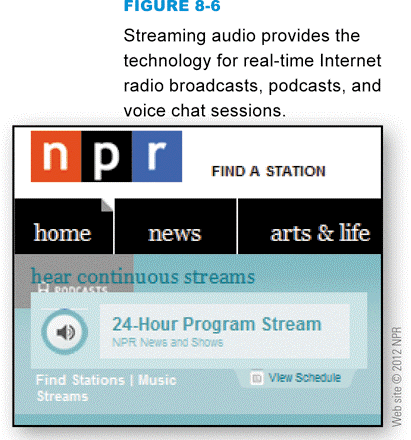 FIGURE 8-6
Streaming audio provides the
technology for real-time Internet
radio broadcasts, podcasts, and
voice chat sessions.
n p r
FIND A STATION
home news arts & life
hear continuous streams
PODCASTS
24-Hour Program Stream
NPR News and Shows
Find Stations | Music
Streams
View Schedule
Web site © 2012 NPR